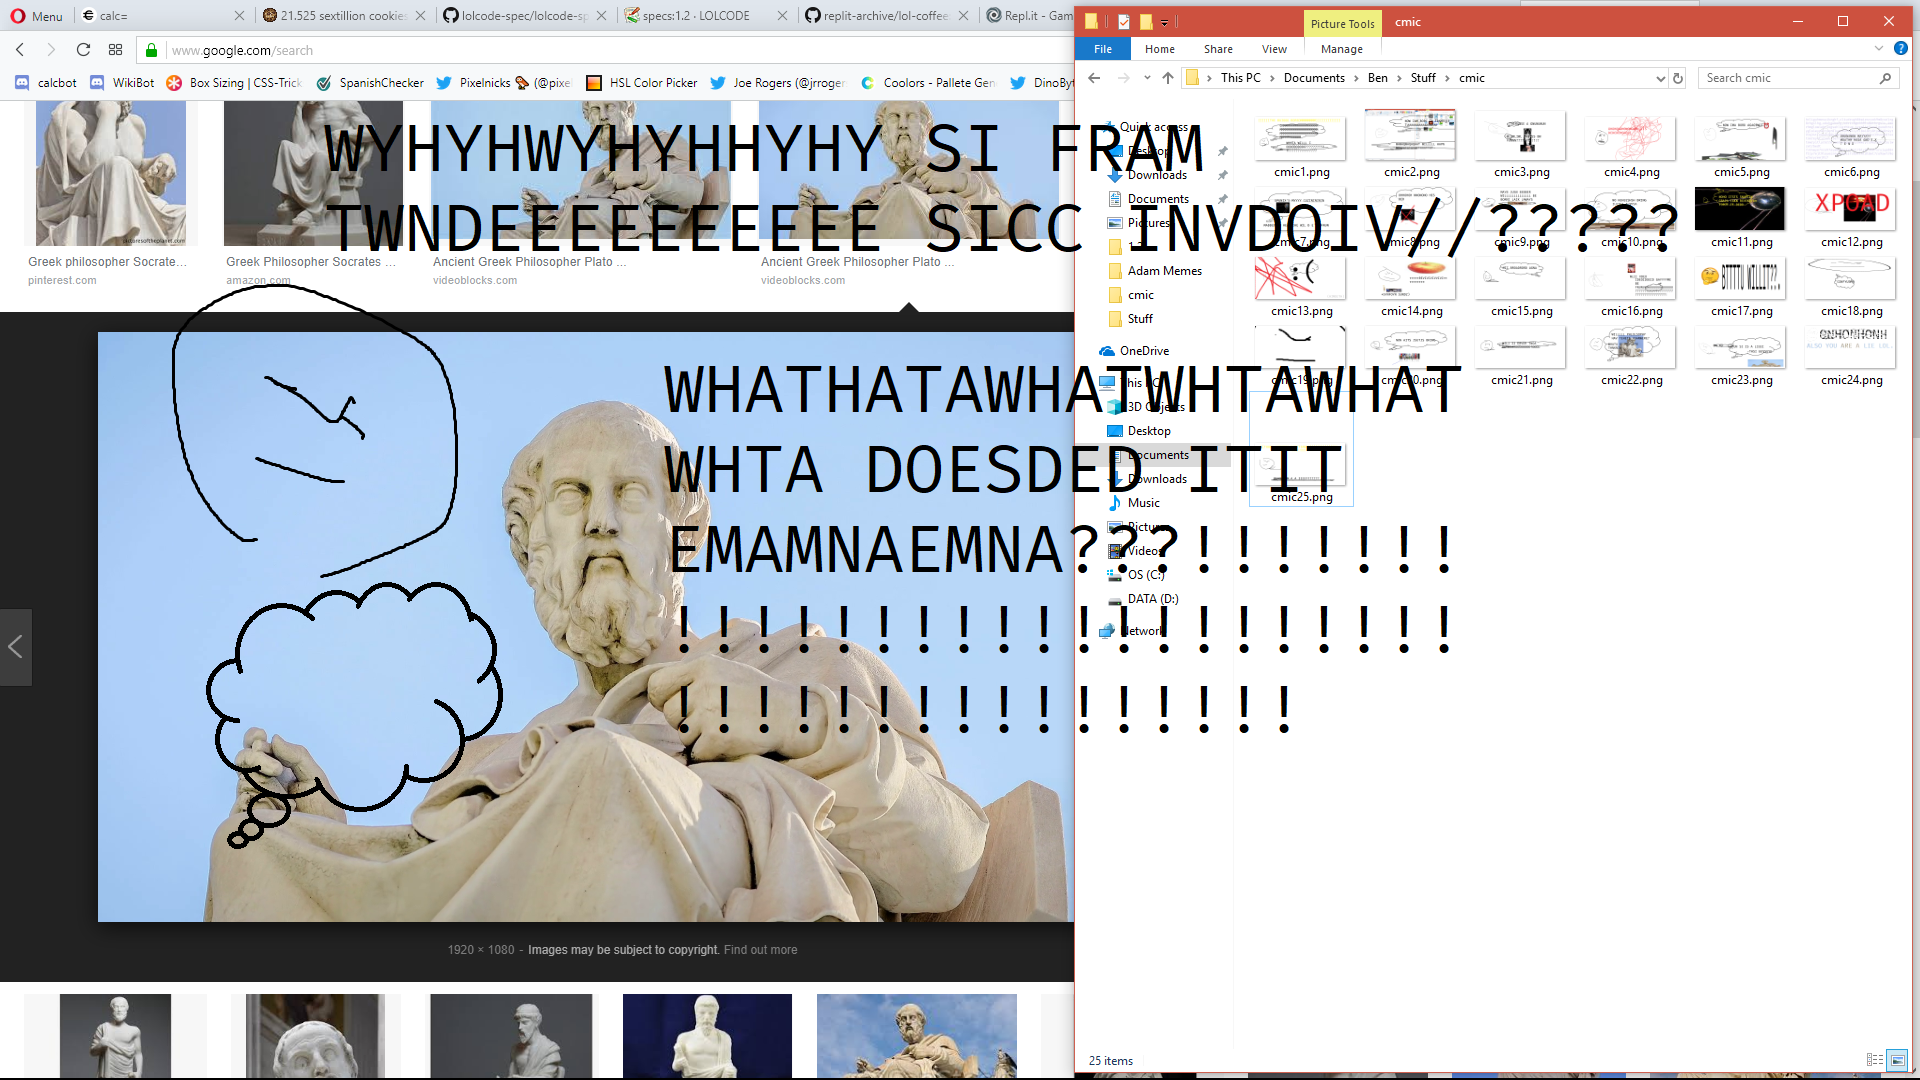 Menu
calc=
21.525 sextillion cookies
lolcode-spec/lolcode-sp
specs:1.2 · LOLCODE
replit-archive/lol-coffee
Repl.it - Gam
www.google.com/search
calcbot
WikiBot
Box Sizing | CSS-Trick
SpanishChecker
Pixelnicks
(@pixe
HSL Color Picker
Joe Rogers (@jrroger
Coolors - Pallete Gen
DinoByt
Picture Tools
cmic
File
Home
Share
View
Manage
This PC
Documents
Ben
Stuff
cmic
Search cmic
WYHYHWYHYHHYHY SI FRAM
TWNDEEEEEEEEEE SICC INVDOIV//?????
Greek philosopher Socrate...
pinterest.com
Greek Philosopher Socrates ...
amazon.com
Ancient Greek Philosopher Plato ...
videoblocks.com
Ancient Greek Philosopher Plato ...
videoblocks.com
WHATHATAWHATWHTAWHAT
WHTA DOESDED ITIT
EMAMNAEMNA???!!!!!!!
!!!!!!!!!!!!!!!!!!!!
!!!!!!!!!!!!!!!!
1920 × 1080 - Images may be subject to copyright. Find out more
Quick access
Desktop
Downloads
Documents
Pictures
Adam Memes
cmic
Stuff
OneDrive
This PC
3D Objects
Desktop
Documents
Downloads
Music
Pictures
Videos
OS (C:)
DATA (D:)
Network
cmic1.png
cmic2.png
cmic3.png
cmic4.png
cmic5.png
cmic6.png
cmic7.png
cmic8.png
cmic9.png
cmic10.png
cmic11.png
XPOAD
cmic12.png
cmic13.png
cmic14.png
cmic15.png
cmic16.png
cmic17.png
cmic18.png
cmic19.png
cmic20.png
cmic21.png
cmic22.png
cmic23.png
ALSO YOU ARE A LIE LOL.
cmic24.png
cmic25.png
25 items